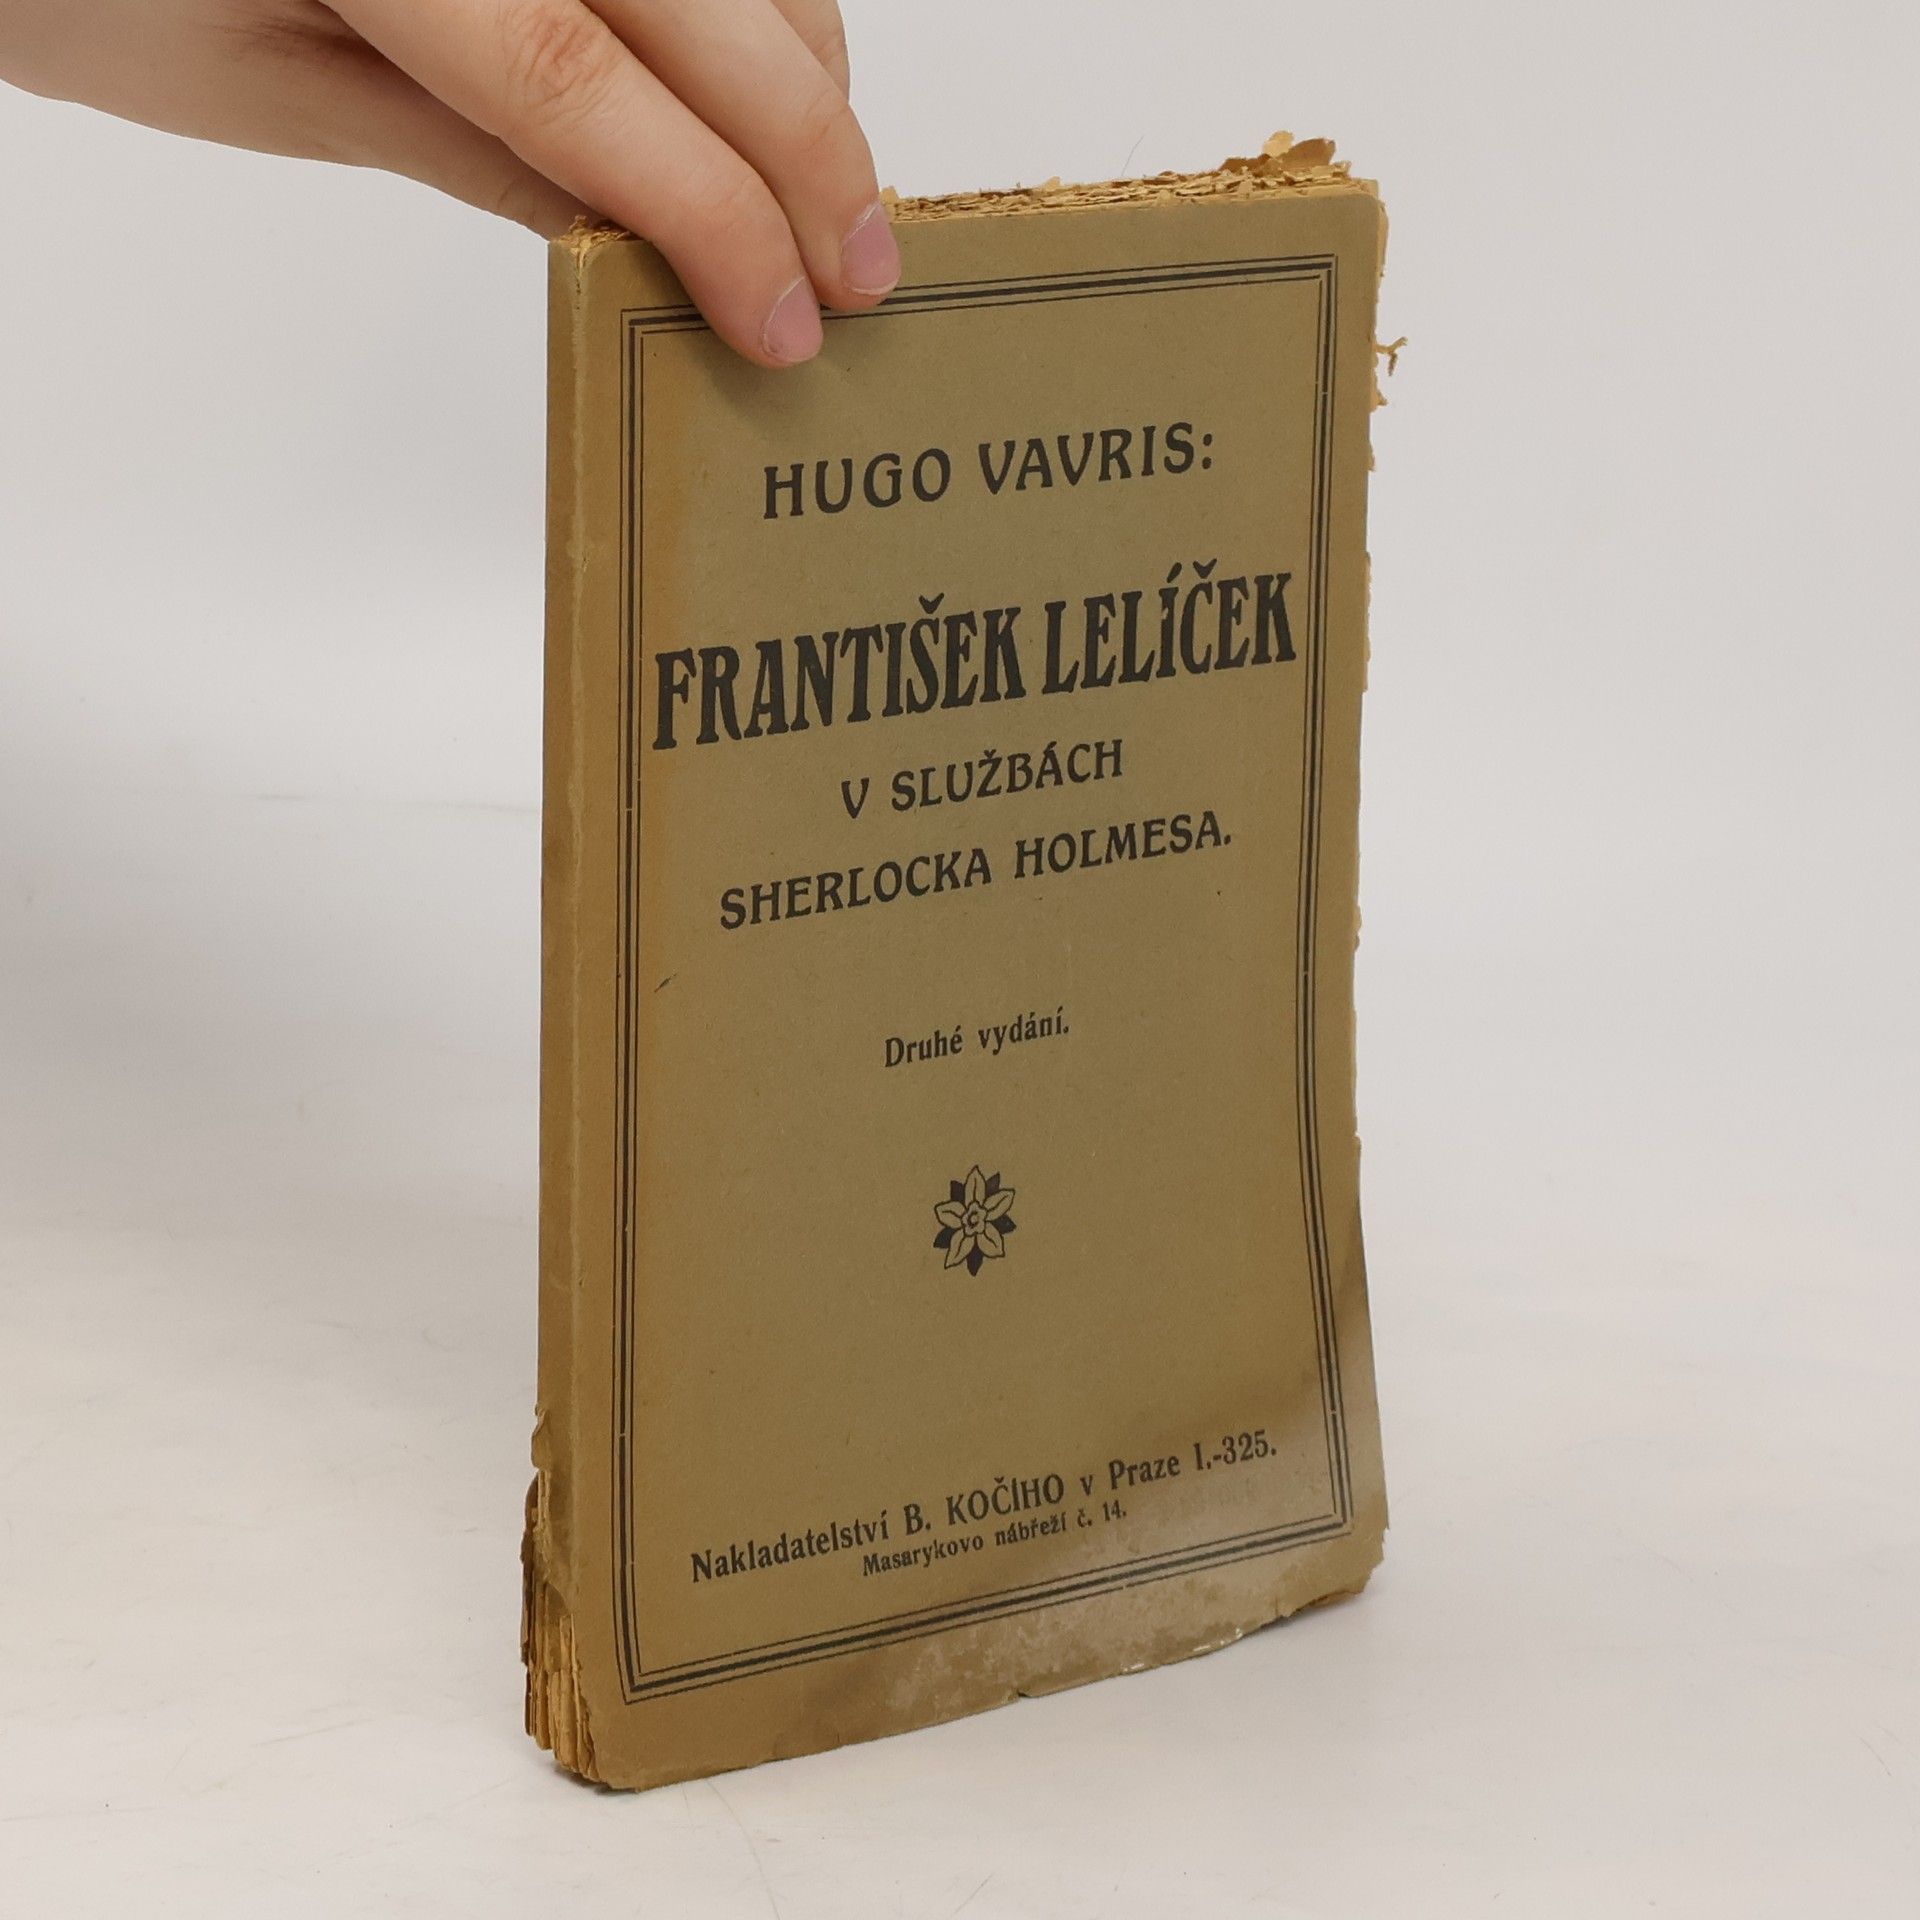 HUGO VAVRIS:
FRANTIŠEK LELÍČEK
V SLUŽBÁCH
SHERLOCKA HOLMESA.
Druhé vydání.
Nakladatelství B. KOČÍHO v Praze I.-325.
Masarykovo nábřeží č. 14.